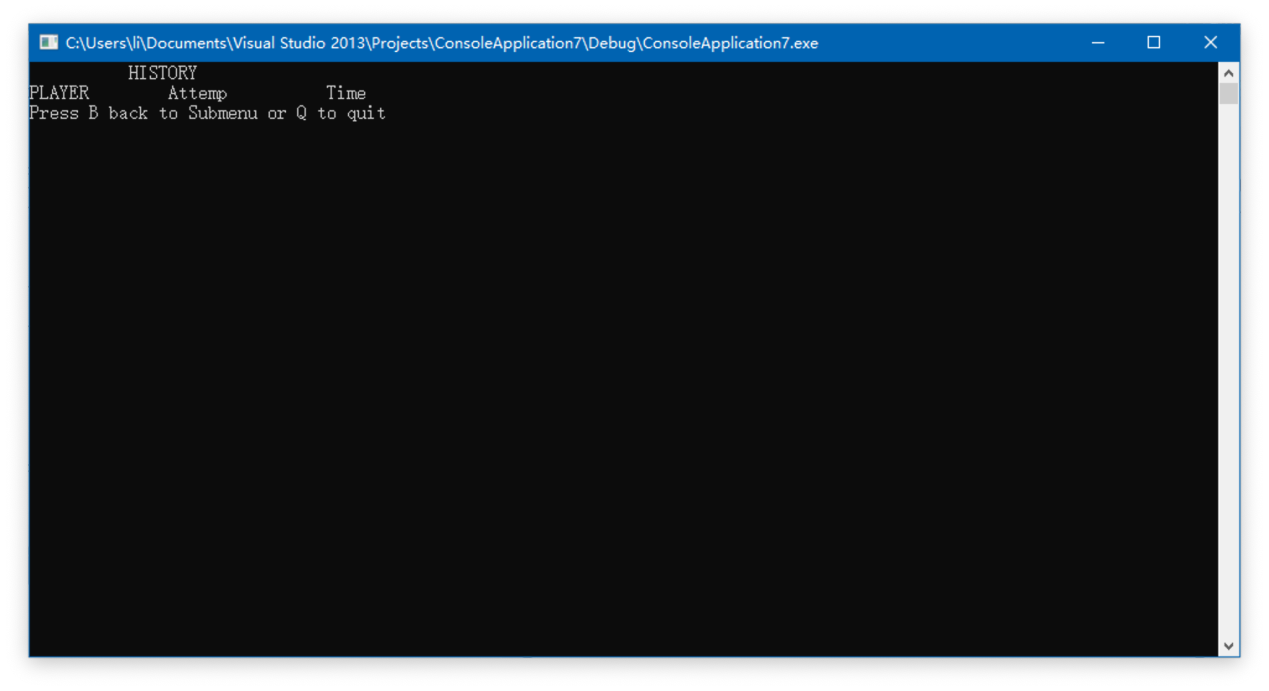 C:\Users\li\Documents\Visual Studio 2013\Projects\ConsoleApplication7\Debug\ConsoleApplication7.exe
HISTORY
PLAYER Attemp Time
Press B back to Submenu or Q to quit